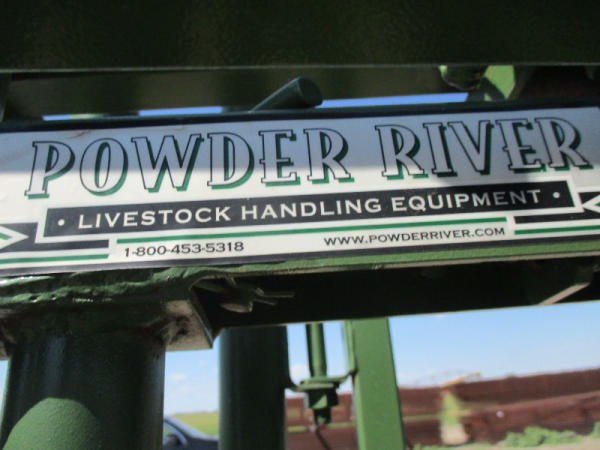 POWDER RIVER
• LIVESTOCK HANDLING EQUIPMENT •
1-800-453-5318 WWW.POWDERRIVER.COM